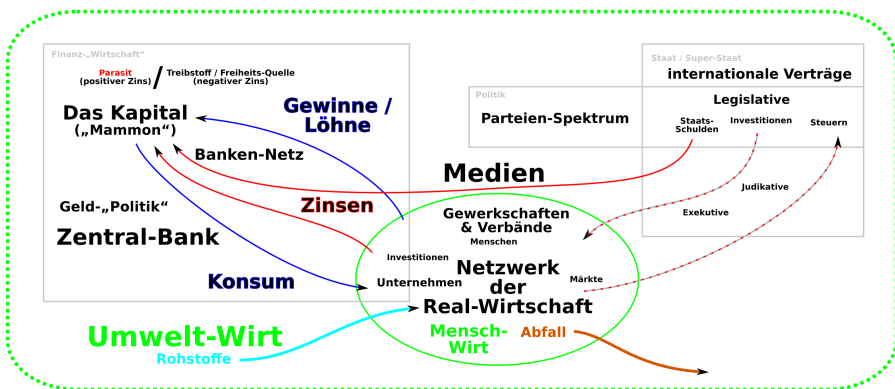 Finanz-„Wirtschaft“
Parasit
(positiver Zins)
/
Treibstoff / Freiheits-Quelle
(negativer Zins)
Das Kapital
(„Mammon“)
Gewinne /
Löhne
Banken-Netz
Geld-„Politik“
Zentral-Bank
Zinsen
Konsum
Medien
Politik
Parteien-Spektrum
Staat / Super-Staat
internationale Verträge
Legislative
Staats-
Schulden
Investitionen
Steuern
Judikative
Exekutive
Gewerkschaften
& Verbände
Menschen
Investitionen
Unternehmen
Netzwerk
der
Real-Wirtschaft
Märkte
Mensch-
Wirt
Abfall
Umwelt-Wirt
Rohstoffe